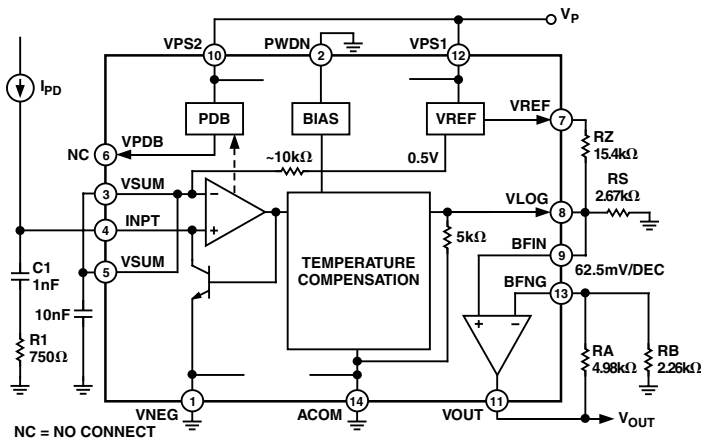 VP
VPS2
PWDN
VPS1
10
2
12
IPD
PDB
BIAS
VREF
VREF
7
RZ
15.4kΩ
VPDB
NC
6
~10kΩ
0.5V
RS
2.67kΩ
3
VSUM
−
VLOG
8
4
INPT
+
5kΩ
BFIN
9
5
VSUM
TEMPERATURE
COMPENSATION
62.5mV/DEC
C1
1nF
BFNG
13
10nF
+
−
R1
750Ω
RA
4.98kΩ
RB
2.26kΩ
1
14
11
VNEG
ACOM
VOUT
VOUT
NC = NO CONNECT